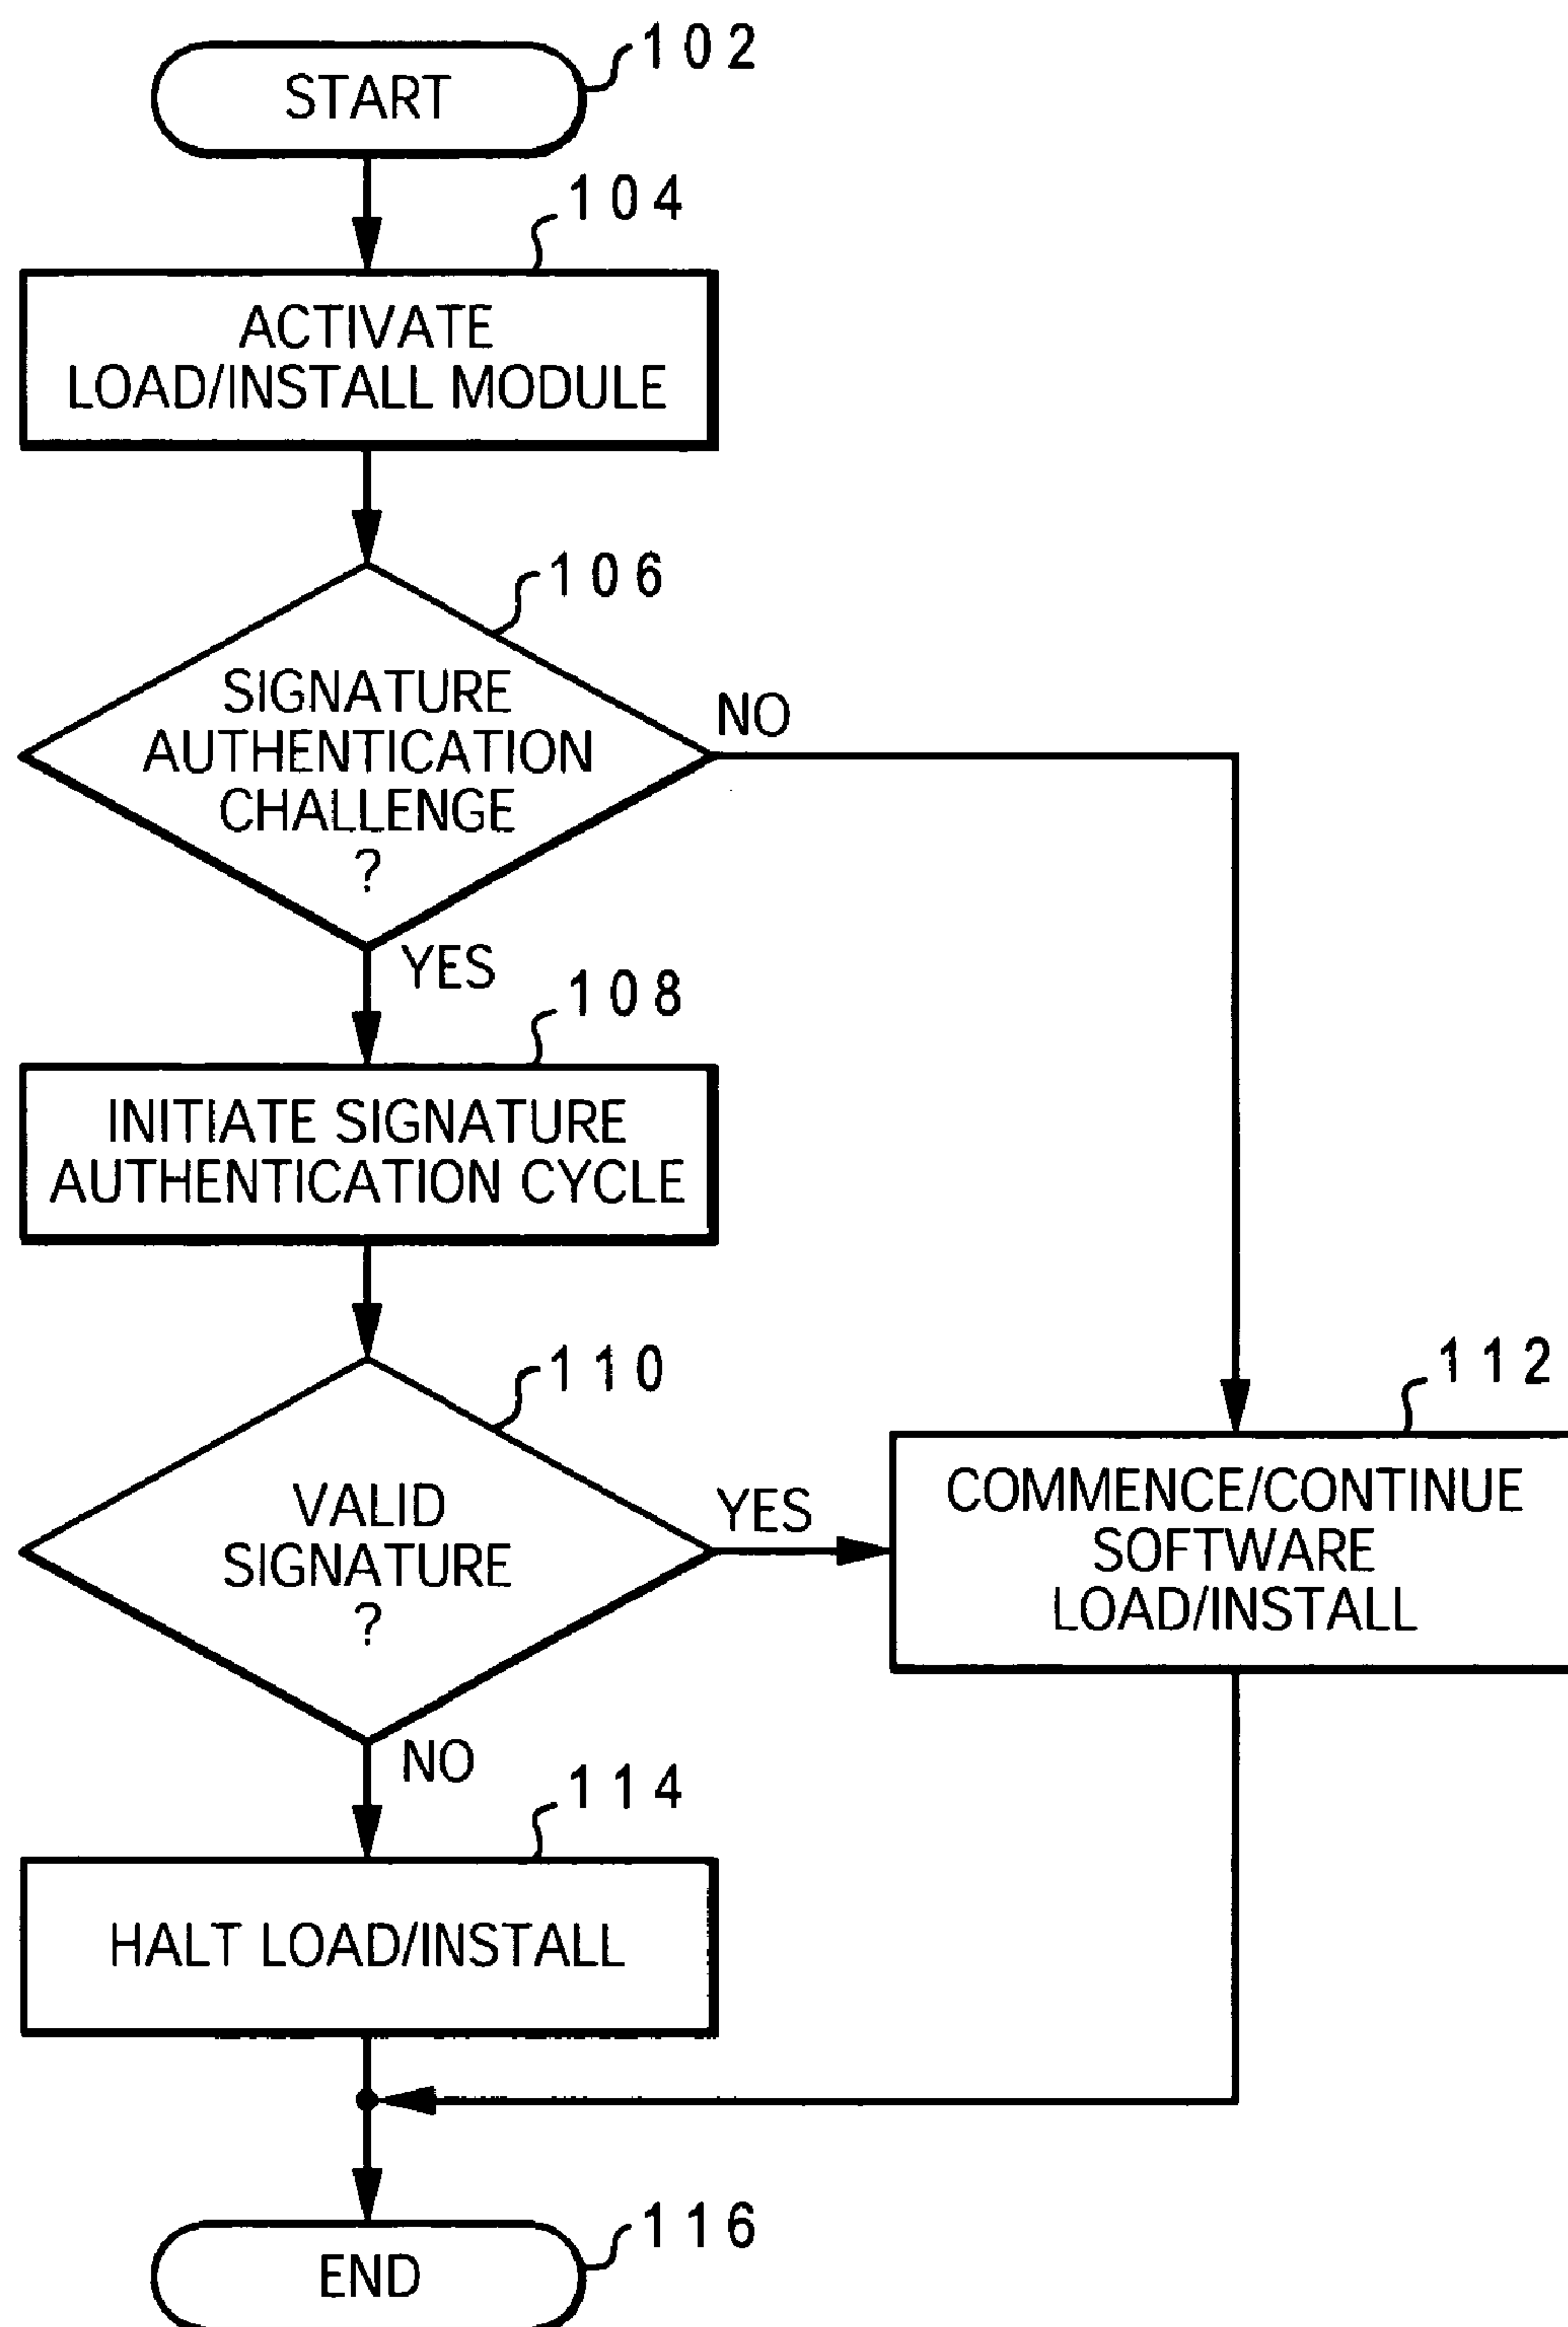 102
START
104
ACTIVATE
LOAD/INSTALL MODULE
106
SIGNATURE
AUTHENTICATION
CHALLENGE
?
NO
YES
108
INITIATE SIGNATURE
AUTHENTICATION CYCLE
110
VALID
SIGNATURE
?
YES
112
COMMENCE/CONTINUE
SOFTWARE
LOAD/INSTALL
NO
114
HALT LOAD/INSTALL
116
END